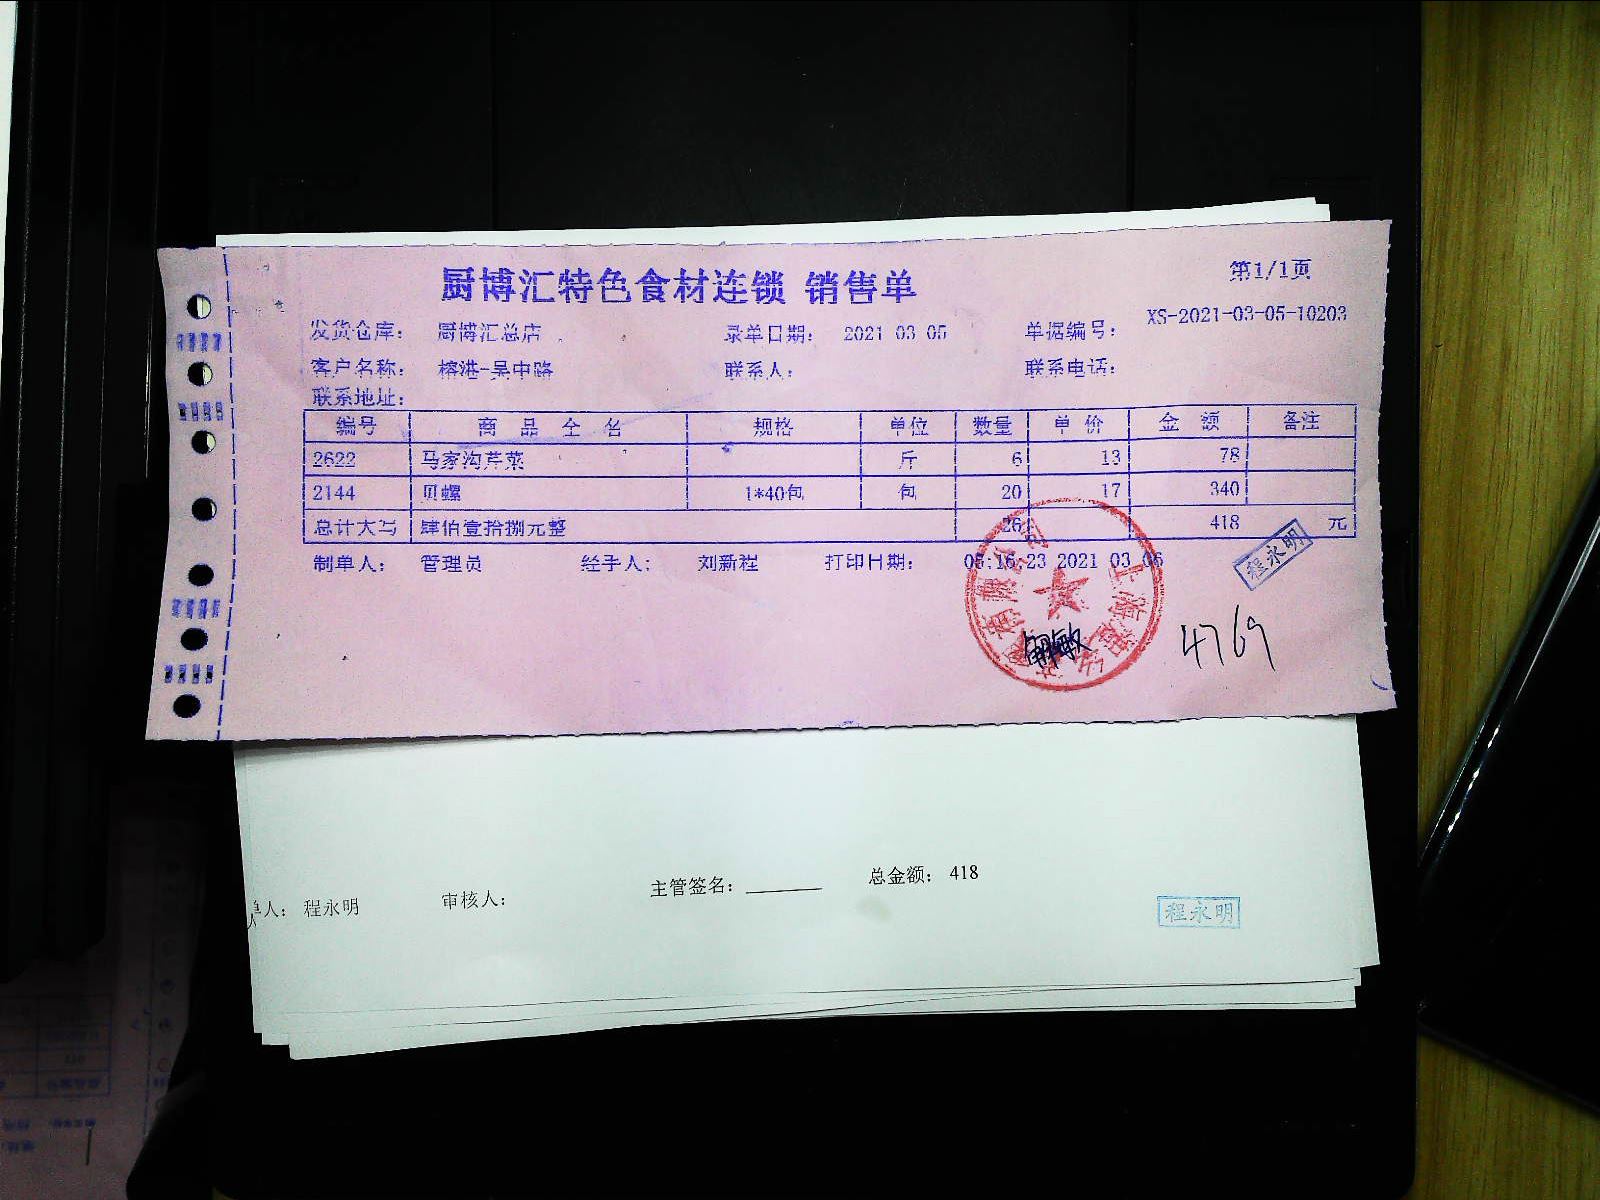 厨博汇特色食材连锁 销售单
第1/1页
发货仓库： 厨博汇总店 录单日期： 2021 03 05 单据编号： XS-2021-03-05-10203
客户名称： 榕港-吴中路 联系人： 联系电话：
联系地址：
编号 商品全名 规格 单位 数量 单价 金额 备注
2622 马家沟芹菜 斤 6 13 78
2144 贝螺 1*40包 包 20 17 340
总计大写 肆佰壹拾捌元整 26 418 元
制单人： 管理员 经手人： 刘新程 打印日期： 05:16:23 2021 03 06
程永明
4769
单人： 程永明 审核人： 主管签名： 总金额： 418
程永明